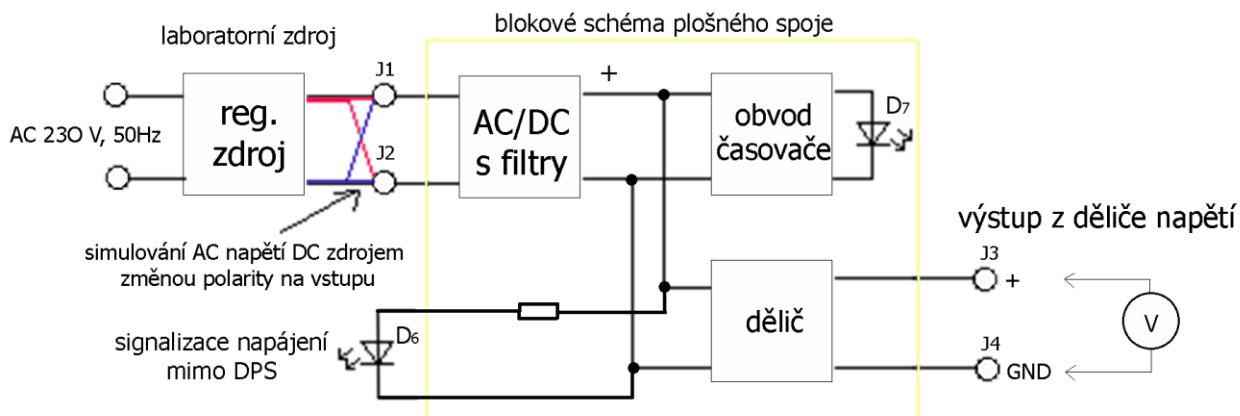 blokové schéma plošného spoje
laboratorní zdroj
J1
AC 23O V, 50Hz
reg.
zdroj
J2
AC/DC
s filtry
+
obvod
časovače
D7
simulování AC napětí DC zdrojem
změnou polarity na vstupu
výstup z děliče napětí
J3
+
dělič
V
J4
GND
signalizace napájení
mimo DPS
D6